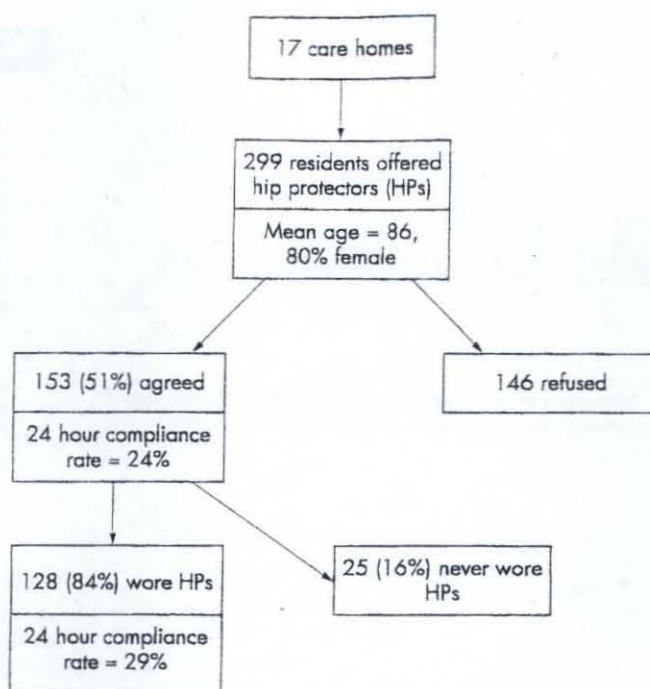 17 care homes
299 residents offered
hip protectors (HPs)
Mean age = 86,
80% female
153 (51%) agreed
24 hour compliance
rate = 24%
146 refused
128 (84%) wore HPs
24 hour compliance
rate = 29%
25 (16%) never wore
HPs